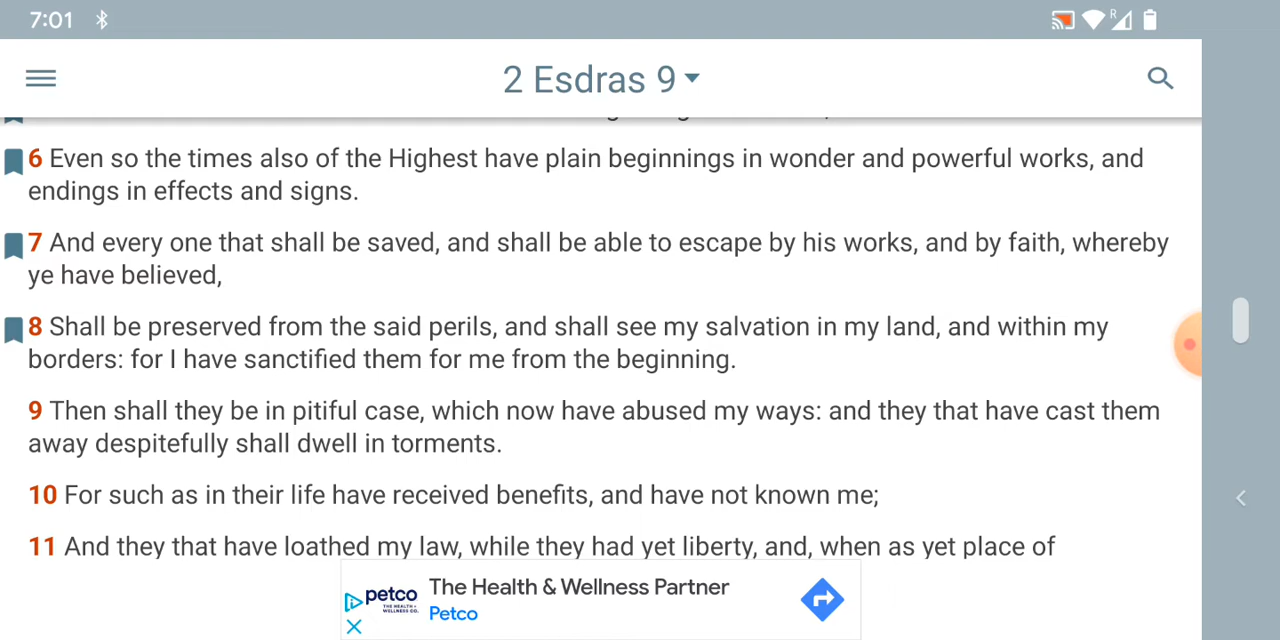 7:01
R
2 Esdras 9
6 Even so the times also of the Highest have plain beginnings in wonder and powerful works, and
endings in effects and signs.
7 And every one that shall be saved, and shall be able to escape by his works, and by faith, whereby
ye have believed,
8 Shall be preserved from the said perils, and shall see my salvation in my land, and within my
borders: for I have sanctified them for me from the beginning.
9 Then shall they be in pitiful case, which now have abused my ways: and they that have cast them
away despitefully shall dwell in torments.
10 For such as in their life have received benefits, and have not known me;
11 And they that have loathed my law, while they had yet liberty, and, when as yet place of
petco
THE HEALTH +
WELLNESS CO.
The Health & Wellness Partner
Petco